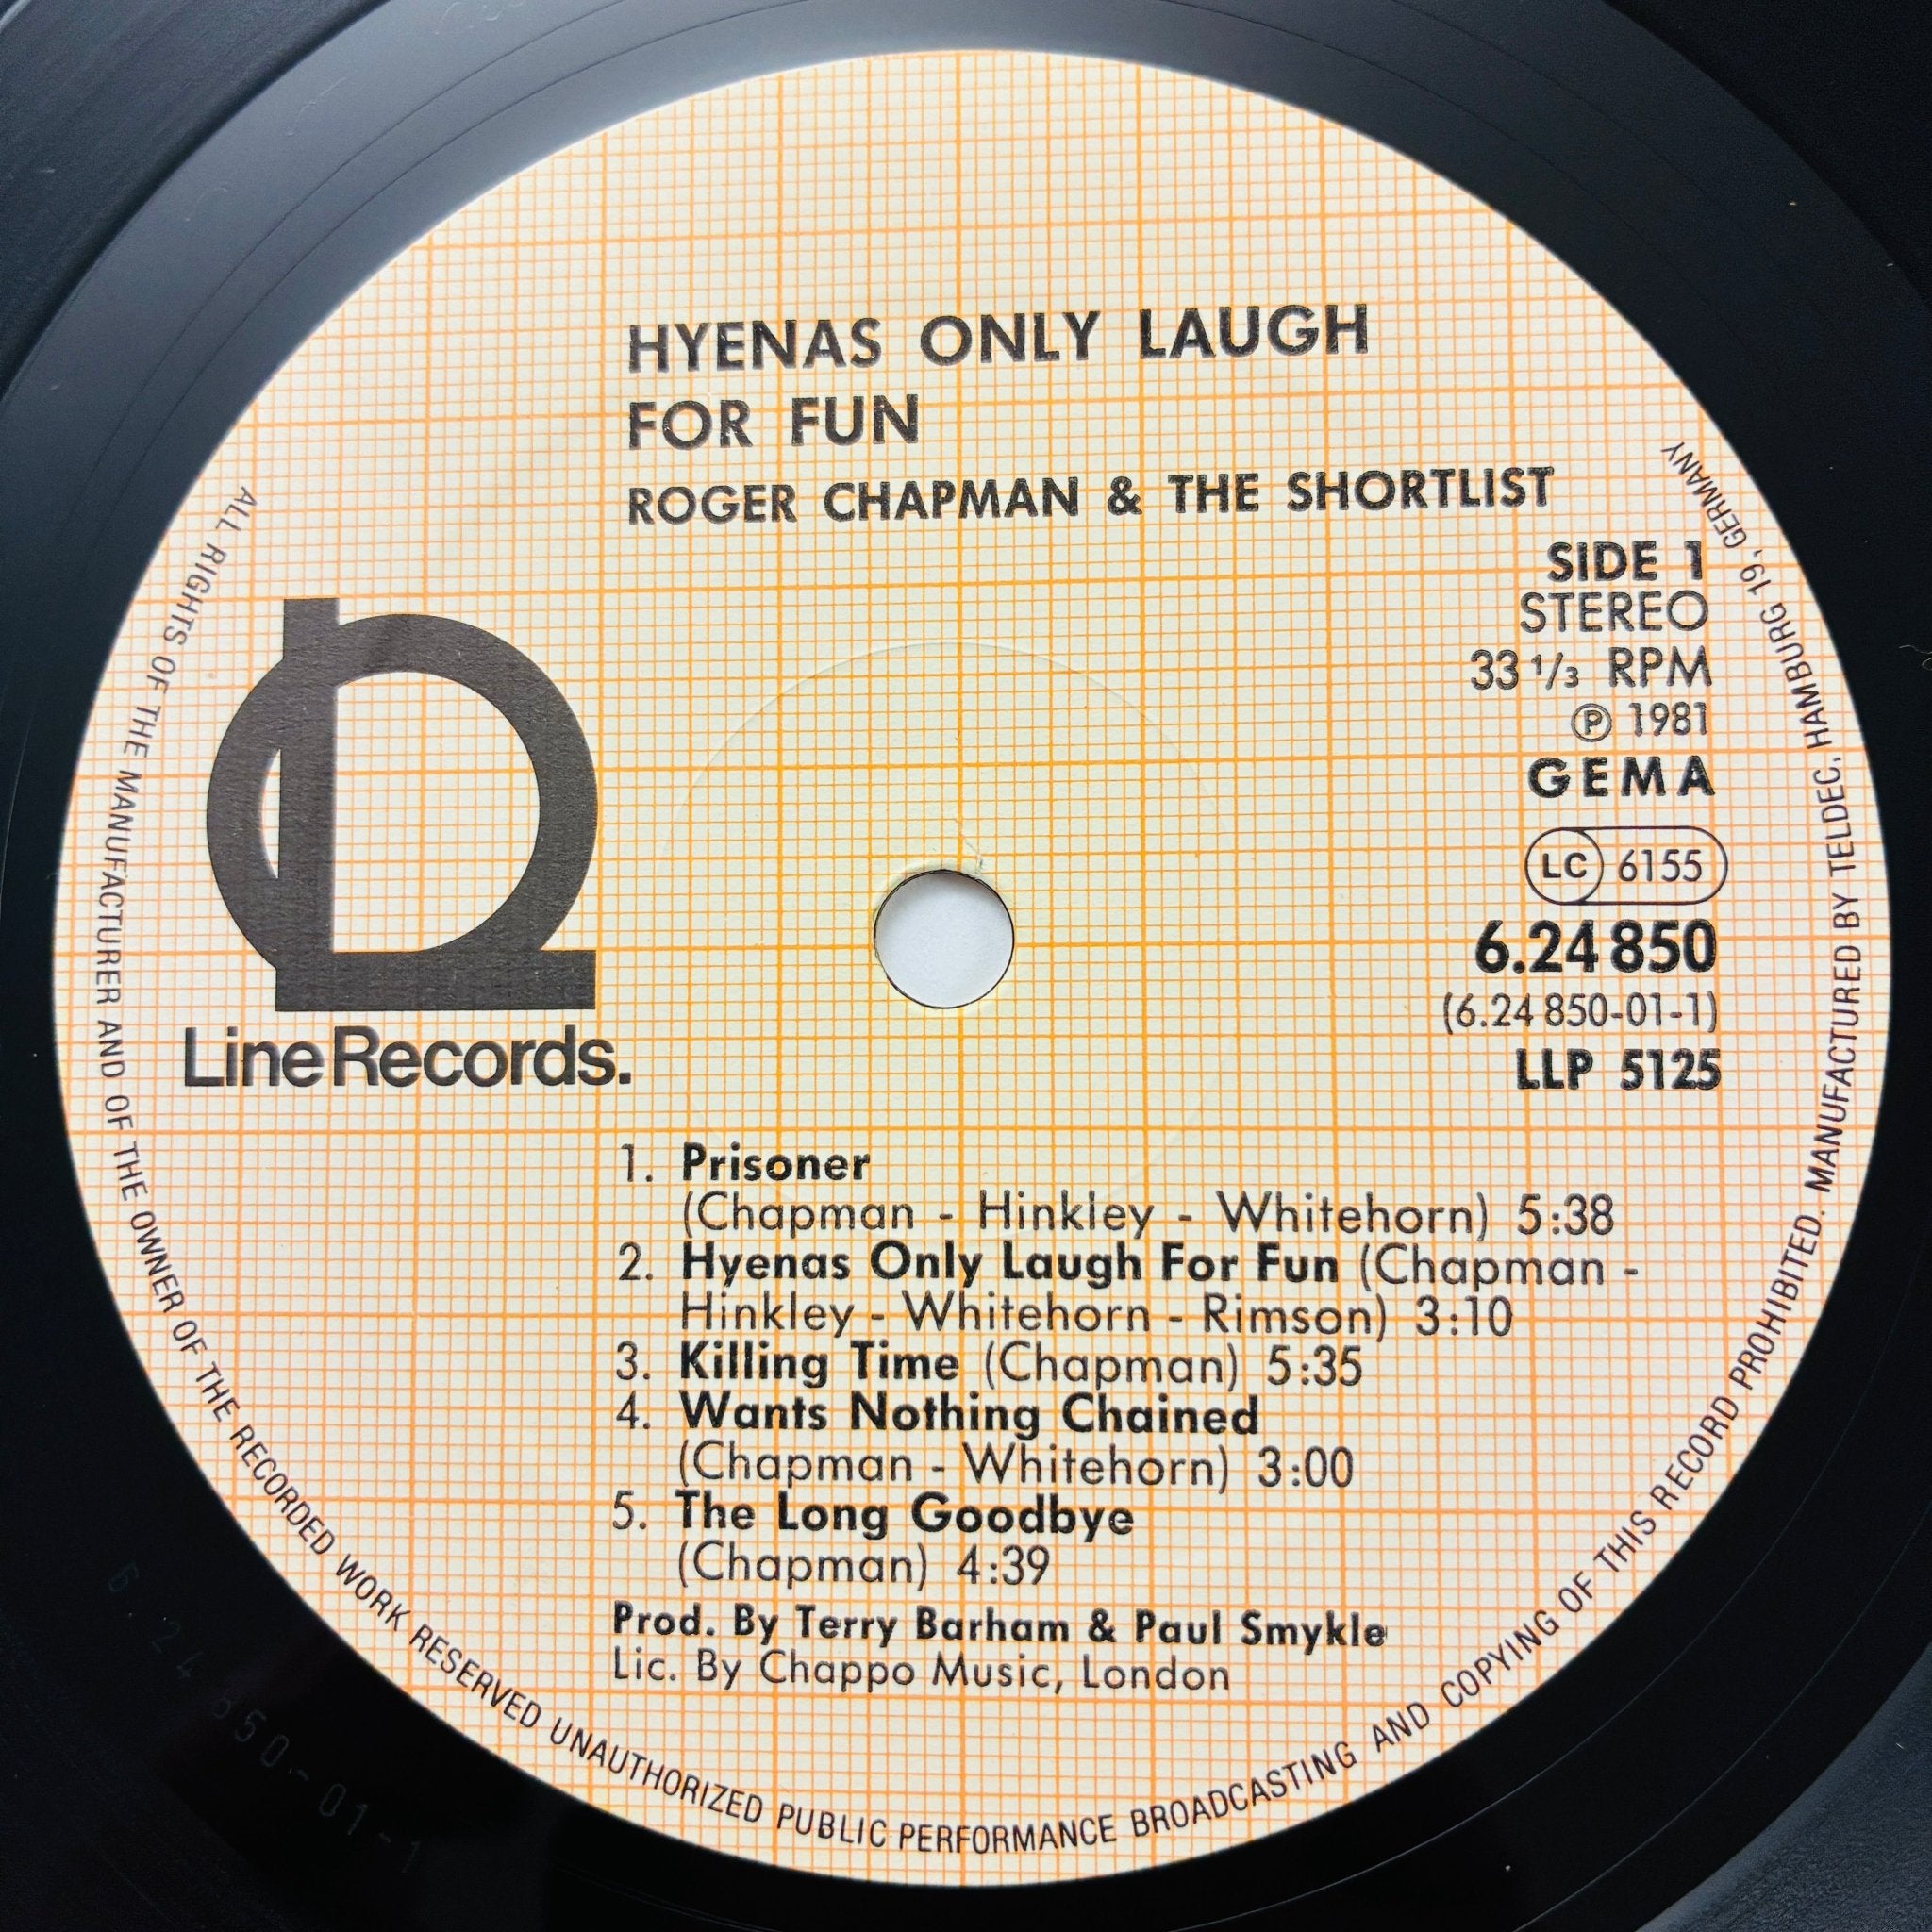 HYENAS ONLY LAUGH
FOR FUN
ROGER CHAPMAN & THE SHORTLIST
SIDE 1
STEREO
33 1/3 RPM
℗ 1981
GEMA
LC 6155
6.24 850
(6.24 850-01-1)
LLP 5125
Line Records.
1. Prisoner
(Chapman - Hinkley - Whitehorn) 5:38
2. Hyenas Only Laugh For Fun (Chapman -
Hinkley - Whitehorn - Rimson) 3:10
3. Killing Time (Chapman) 5:35
4. Wants Nothing Chained
(Chapman - Whitehorn) 3:00
5. The Long Goodbye
(Chapman) 4:39
Prod. By Terry Barham & Paul Smykle
Lic. By Chappo Music, London
ALL RIGHTS OF THE MANUFACTURER AND OF THE OWNER OF THE RECORDED WORK RESERVED UNAUTHORIZED PUBLIC PERFORMANCE BROADCASTING AND COPYING OF THIS RECORD PROHIBITED. MANUFACTURED BY TELDEC, HAMBURG 19, GERMANY
6.24850-01-1